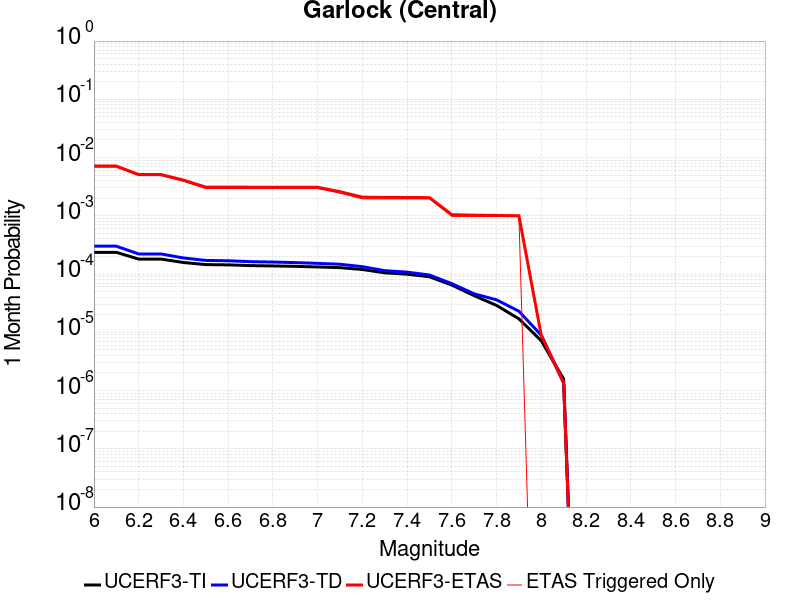 Garlock (Central)
10^0
10^-1
10^-2
10^-3
10^-4
10^-5
10^-6
10^-7
10^-8
1 Month Probability
6 6.2 6.4 6.6 6.8 7 7.2 7.4 7.6 7.8 8 8.2 8.4 8.6 8.8 9
Magnitude
UCERF3-TI UCERF3-TD UCERF3-ETAS ETAS Triggered Only